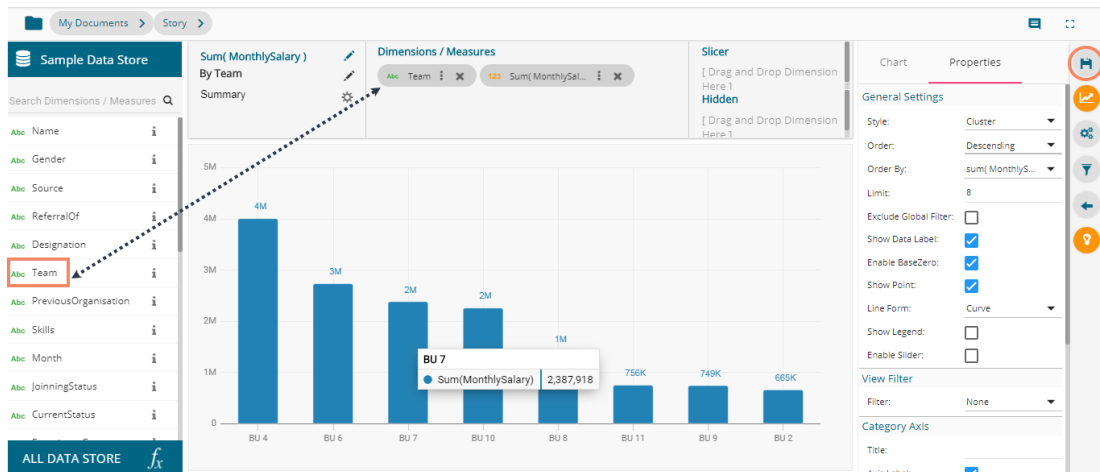 My Documents > Story >
Sample Data Store
Search Dimensions / Measures
Abc Name i
Abc Gender i
Abc Source i
Abc ReferralOf i
Abc Designation i
Abc Team i
Abc PreviousOrganisation i
Abc Skills i
Abc Month i
Abc JoinningStatus i
Abc CurrentStatus i
ALL DATA STORE fx
Sum( MonthlySalary )
By Team
Summary
Dimensions / Measures
Abc Team
123 Sum( MonthlySal...
Slicer
[ Drag and Drop Dimension
Here ]
Hidden
[ Drag and Drop Dimension
Here ]
5M
4M
3M
2M
1M
0
4M
3M
2M
2M
1M
756K
749K
665K
BU 7
Sum(MonthlySalary) 2,387,918
BU 4
BU 6
BU 7
BU 10
BU 8
BU 11
BU 9
BU 2
Chart
Properties
General Settings
Style: Cluster
Order: Descending
Order By: sum( MonthlyS...
Limit: 8
Exclude Global Filter:
Show Data Label:
Enable BaseZero:
Show Point:
Line Form: Curve
Show Legend:
Enable Slider:
View Filter
Filter: None
Category Axis
Title: